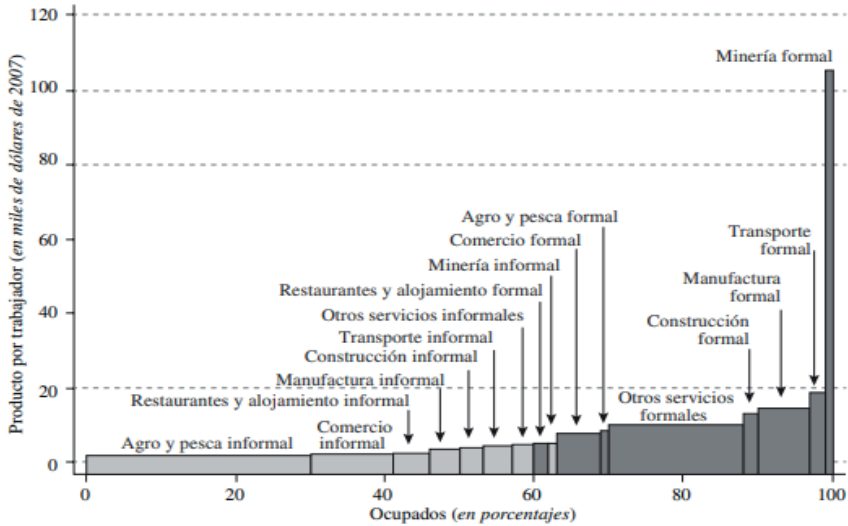 120
100
80
60
40
20
0
Producto por trabajador (en miles de dólares de 2007)
Minería formal
Agro y pesca formal
Comercio formal
Transporte
formal
Minería informal
Manufactura
formal
Restaurantes y alojamiento formal
Otros servicios informales
Construcción
formal
Transporte informal
Construcción informal
Manufactura informal
Restaurantes y alojamiento informal
Otros servicios
formales
Comercio
informal
Agro y pesca informal
0
20
40
60
80
100
Ocupados (en porcentajes)